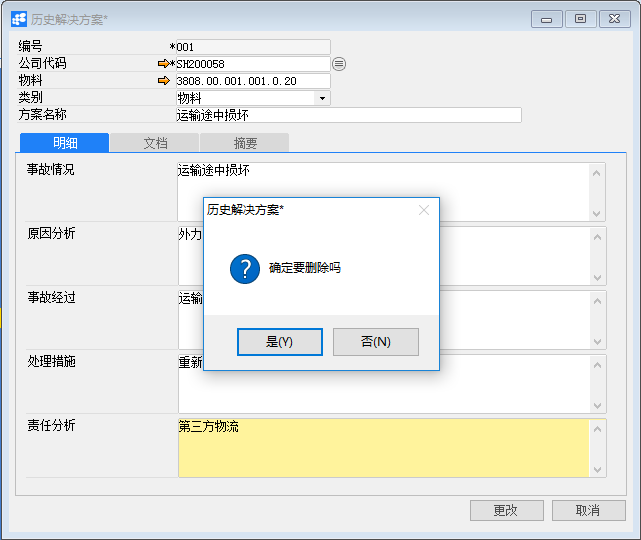 历史解决方案*
编号 *001
公司代码 *SH200058
物料 3808.00.001.001.0.20
类别 物料
方案名称 运输途中损坏
明细 文档 摘要
事故情况 运输途中损坏
历史解决方案*
原因分析 外力
? 确定要删除吗
事故经过 运输
是(Y) 否(N)
处理措施 重新
责任分析 第三方物流
更改 取消